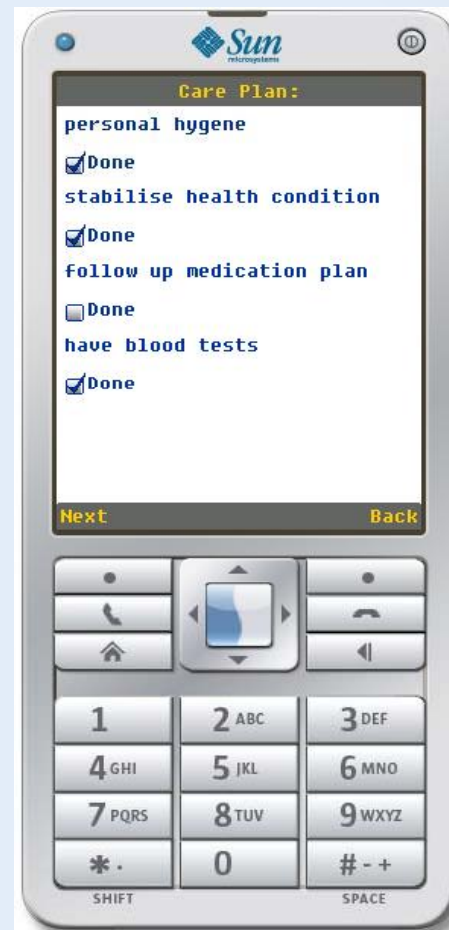 Sun
microsystems
Care Plan:
personal hygene
Done
stabilise health condition
Done
follow up medication plan
Done
have blood tests
Done
Next Back
1 2 ABC 3 DEF
4 GHI 5 JKL 6 MNO
7 PQRS 8 TUV 9 WXYZ
* . 0 # - +
SHIFT SPACE